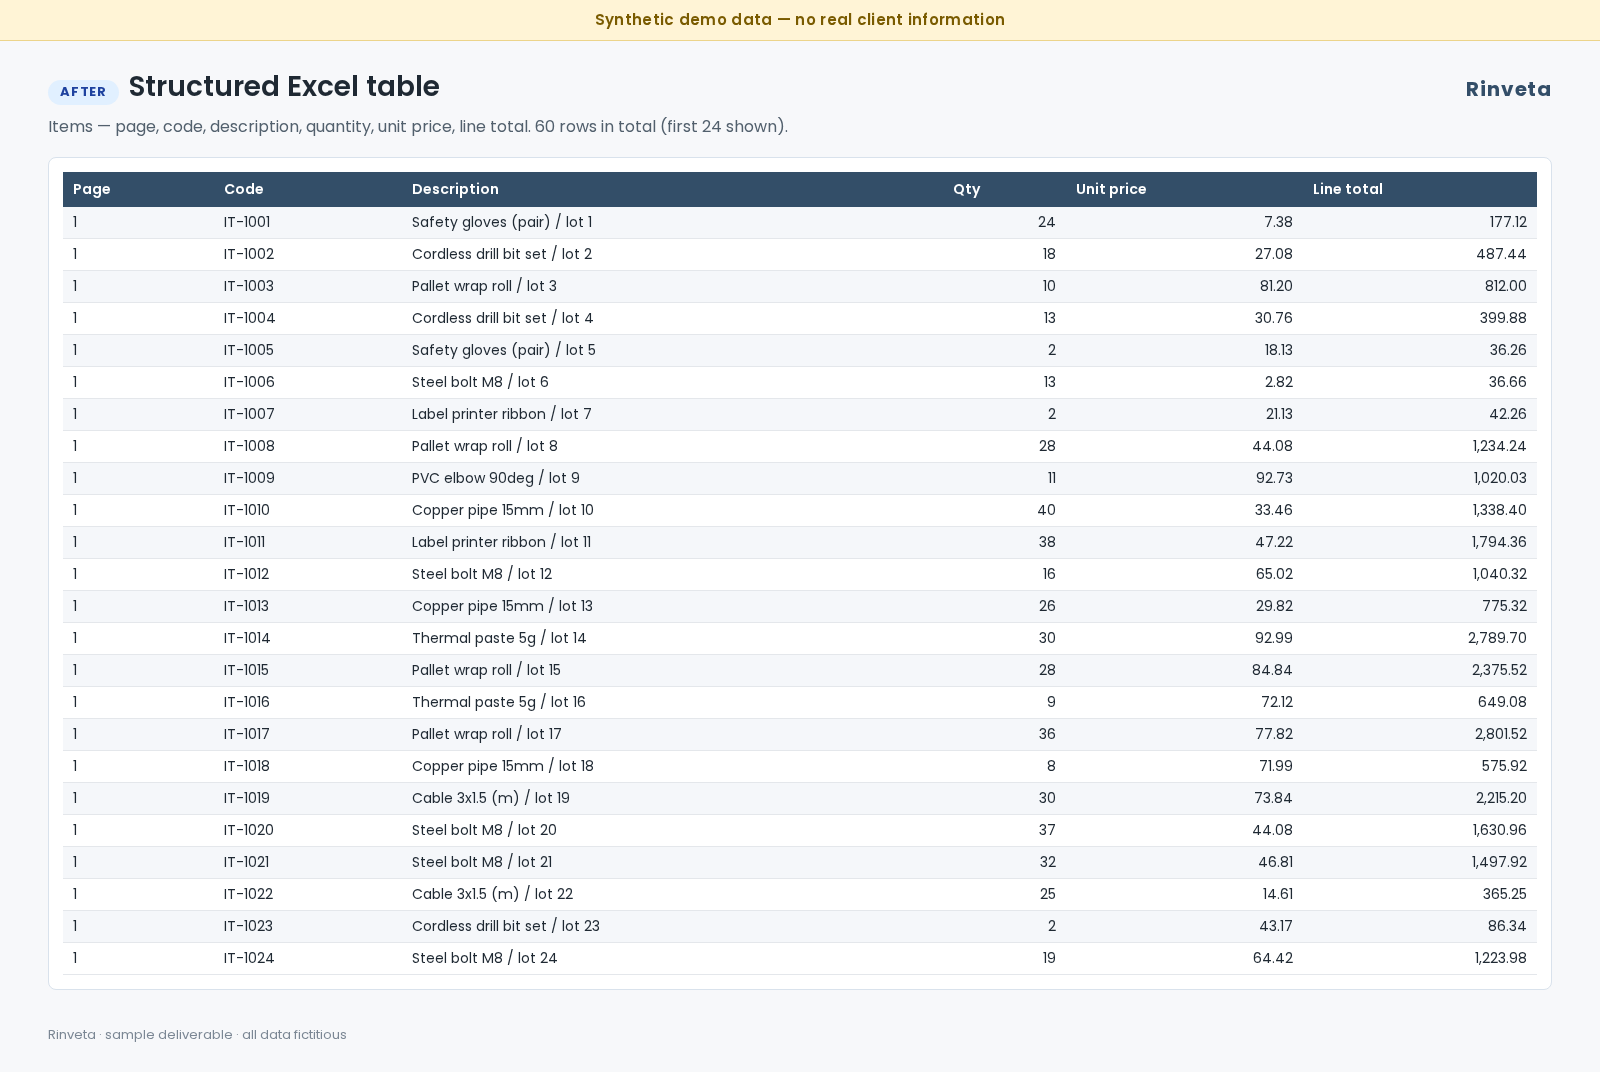 Synthetic demo data — no real client information
AFTER Structured Excel table Rinveta
Items — page, code, description, quantity, unit price, line total. 60 rows in total (first 24 shown).
Page Code Description Qty Unit price Line total
1 IT-1001 Safety gloves (pair) / lot 1 24 7.38 177.12
1 IT-1002 Cordless drill bit set / lot 2 18 27.08 487.44
1 IT-1003 Pallet wrap roll / lot 3 10 81.20 812.00
1 IT-1004 Cordless drill bit set / lot 4 13 30.76 399.88
1 IT-1005 Safety gloves (pair) / lot 5 2 18.13 36.26
1 IT-1006 Steel bolt M8 / lot 6 13 2.82 36.66
1 IT-1007 Label printer ribbon / lot 7 2 21.13 42.26
1 IT-1008 Pallet wrap roll / lot 8 28 44.08 1,234.24
1 IT-1009 PVC elbow 90deg / lot 9 11 92.73 1,020.03
1 IT-1010 Copper pipe 15mm / lot 10 40 33.46 1,338.40
1 IT-1011 Label printer ribbon / lot 11 38 47.22 1,794.36
1 IT-1012 Steel bolt M8 / lot 12 16 65.02 1,040.32
1 IT-1013 Copper pipe 15mm / lot 13 26 29.82 775.32
1 IT-1014 Thermal paste 5g / lot 14 30 92.99 2,789.70
1 IT-1015 Pallet wrap roll / lot 15 28 84.84 2,375.52
1 IT-1016 Thermal paste 5g / lot 16 9 72.12 649.08
1 IT-1017 Pallet wrap roll / lot 17 36 77.82 2,801.52
1 IT-1018 Copper pipe 15mm / lot 18 8 71.99 575.92
1 IT-1019 Cable 3x1.5 (m) / lot 19 30 73.84 2,215.20
1 IT-1020 Steel bolt M8 / lot 20 37 44.08 1,630.96
1 IT-1021 Steel bolt M8 / lot 21 32 46.81 1,497.92
1 IT-1022 Cable 3x1.5 (m) / lot 22 25 14.61 365.25
1 IT-1023 Cordless drill bit set / lot 23 2 43.17 86.34
1 IT-1024 Steel bolt M8 / lot 24 19 64.42 1,223.98
Rinveta · sample deliverable · all data fictitious